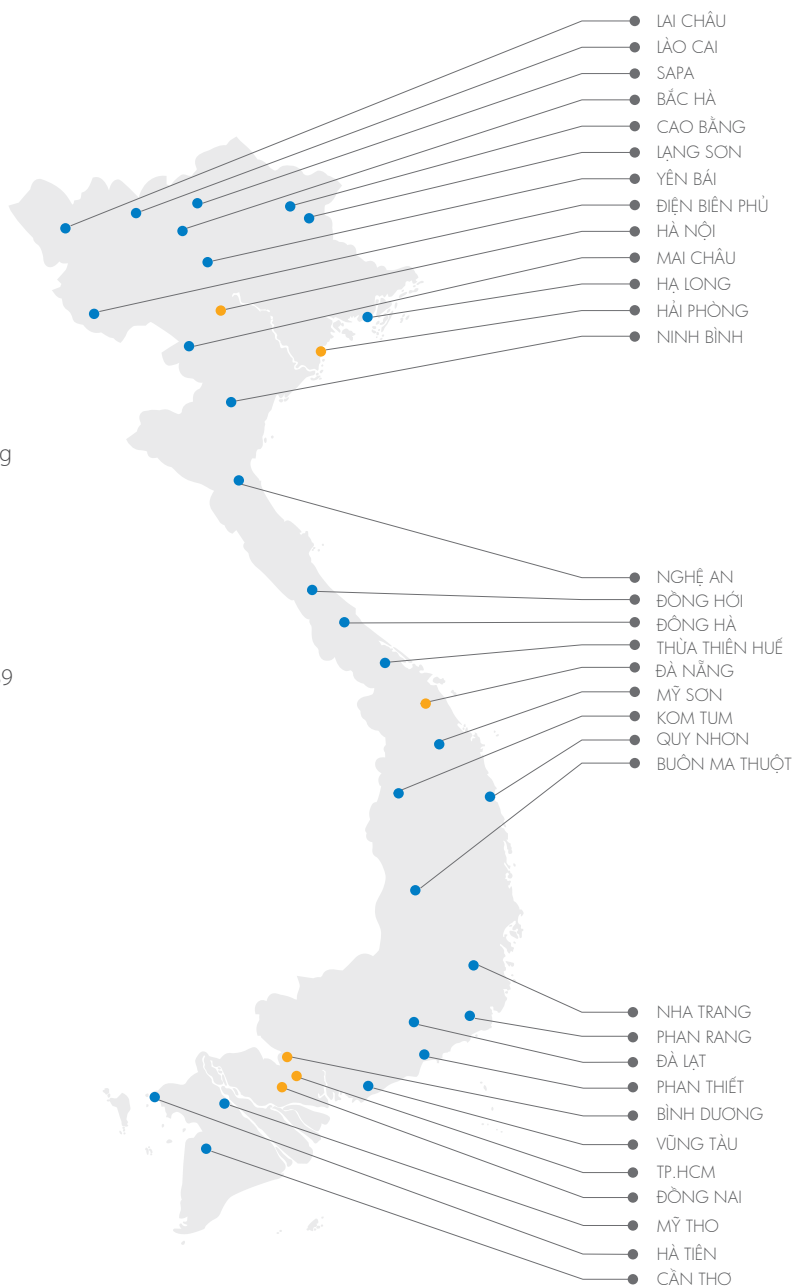 LAI CHÂU
LÀO CAI
SAPA
BẮC HÀ
CAO BẰNG
LẠNG SƠN
YÊN BÁI
ĐIỆN BIÊN PHỦ
HÀ NỘI
MAI CHÂU
HẠ LONG
HẢI PHÒNG
NINH BÌNH
g
NGHỆ AN
ĐỒNG HỚI
ĐÔNG HÀ
THỪA THIÊN HUẾ
ĐÀ NẴNG
9
MỸ SƠN
KOM TUM
QUY NHƠN
BUÔN MA THUỘT
NHA TRANG
PHAN RANG
ĐÀ LẠT
PHAN THIẾT
BÌNH DƯƠNG
VŨNG TÀU
TP.HCM
ĐỒNG NAI
MỸ THO
HÀ TIÊN
CẦN THƠ